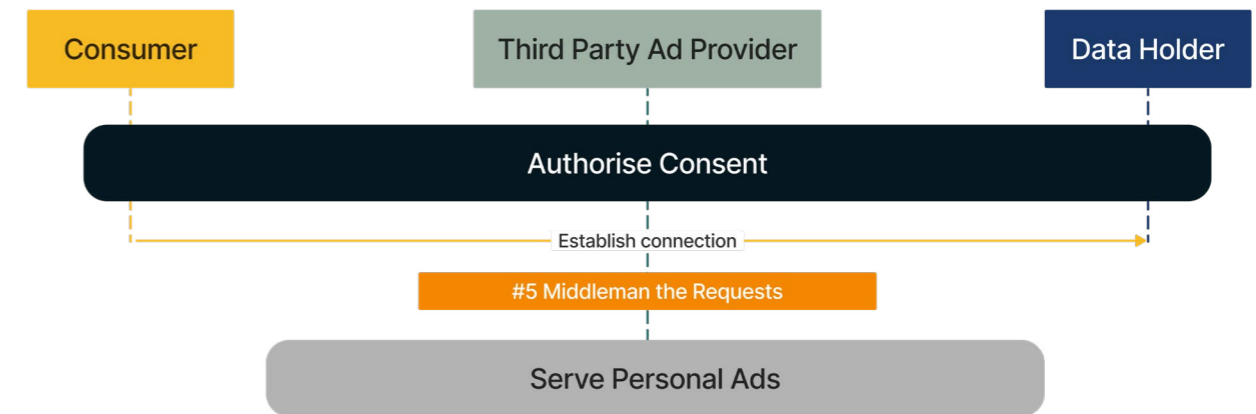 Consumer
Third Party Ad Provider
Data Holder
Authorise Consent
Establish connection
#5 Middleman the Requests
Serve Personal Ads